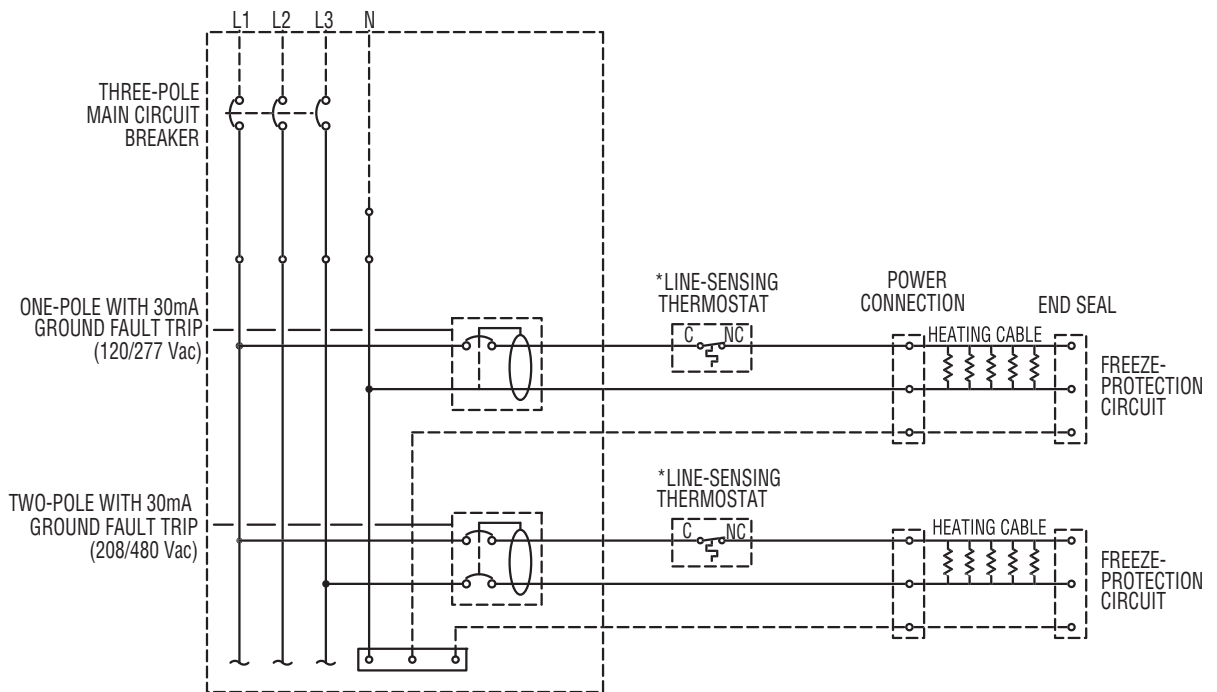 L1 L2 L3 N
THREE-POLE
MAIN CIRCUIT
BREAKER
ONE-POLE WITH 30mA
GROUND FAULT TRIP
(120/277 Vac)
*LINE-SENSING
THERMOSTAT
C NC
POWER
CONNECTION
HEATING CABLE
END SEAL
FREEZE-
PROTECTION
CIRCUIT
TWO-POLE WITH 30mA
GROUND FAULT TRIP
(208/480 Vac)
*LINE-SENSING
THERMOSTAT
C NC
HEATING CABLE
FREEZE-
PROTECTION
CIRCUIT